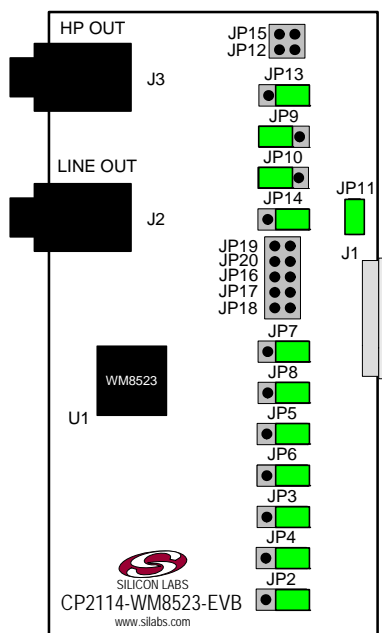 HP OUT
J3
JP15
JP12
JP13
JP9
JP10
JP14
JP11
J1
LINE OUT
J2
JP19
JP20
JP16
JP17
JP18
JP7
JP8
WM8523
U1
JP5
JP6
JP3
JP4
JP2
SILICON LABS
CP2114-WM8523-EVB
www.silabs.com